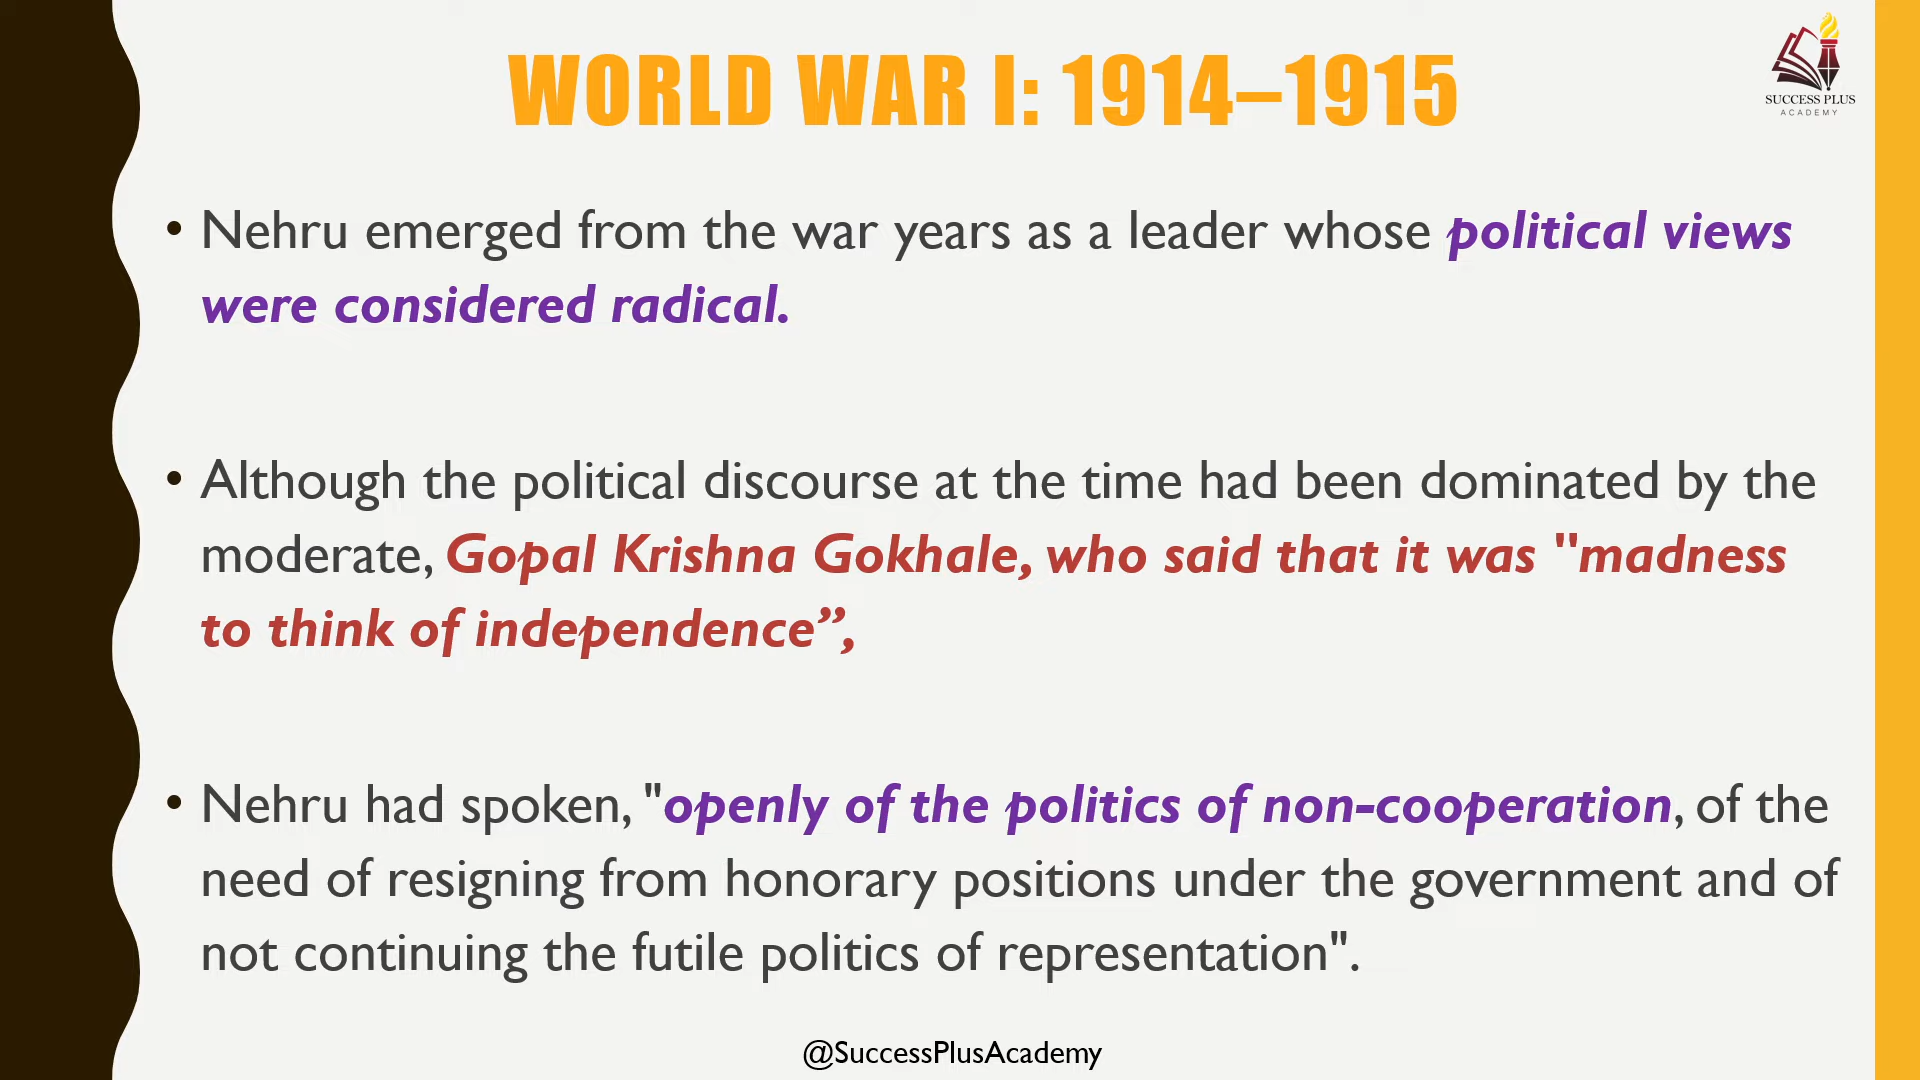 WORLD WAR I: 1914–1915
SUCCESS PLUS
ACADEMY
• Nehru emerged from the war years as a leader whose political views
were considered radical.
• Although the political discourse at the time had been dominated by the
moderate, Gopal Krishna Gokhale, who said that it was "madness
to think of independence”,
• Nehru had spoken, "openly of the politics of non-cooperation, of the
need of resigning from honorary positions under the government and of
not continuing the futile politics of representation".
@SuccessPlusAcademy